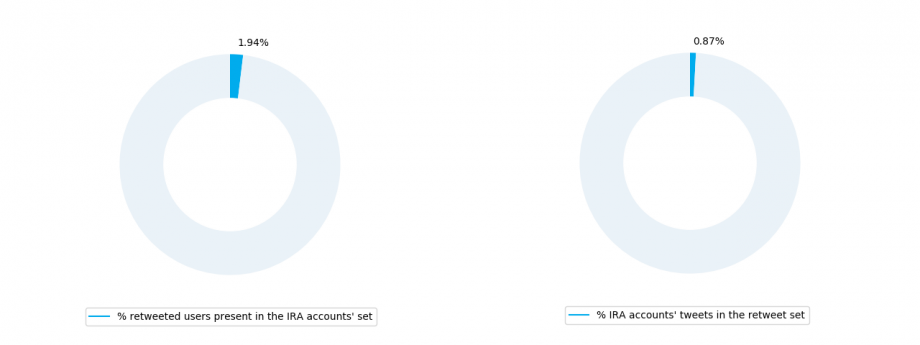 1.94%
0.87%
% retweeted users present in the IRA accounts' set
% IRA accounts' tweets in the retweet set